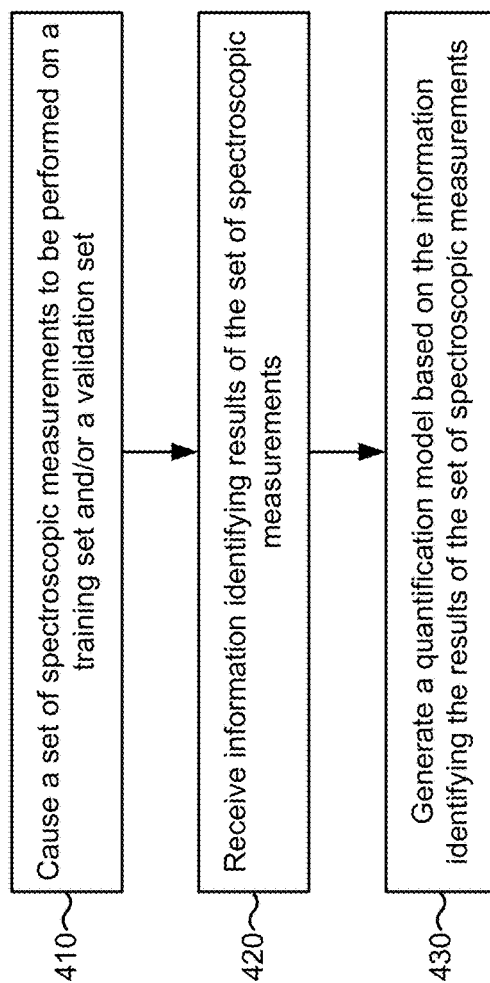 410
Cause a set of spectroscopic measurements to be performed on a
training set and/or a validation set
420
Receive information identifying results of the set of spectroscopic
measurements
430
Generate a quantification model based on the information
identifying the results of the set of spectroscopic measurements